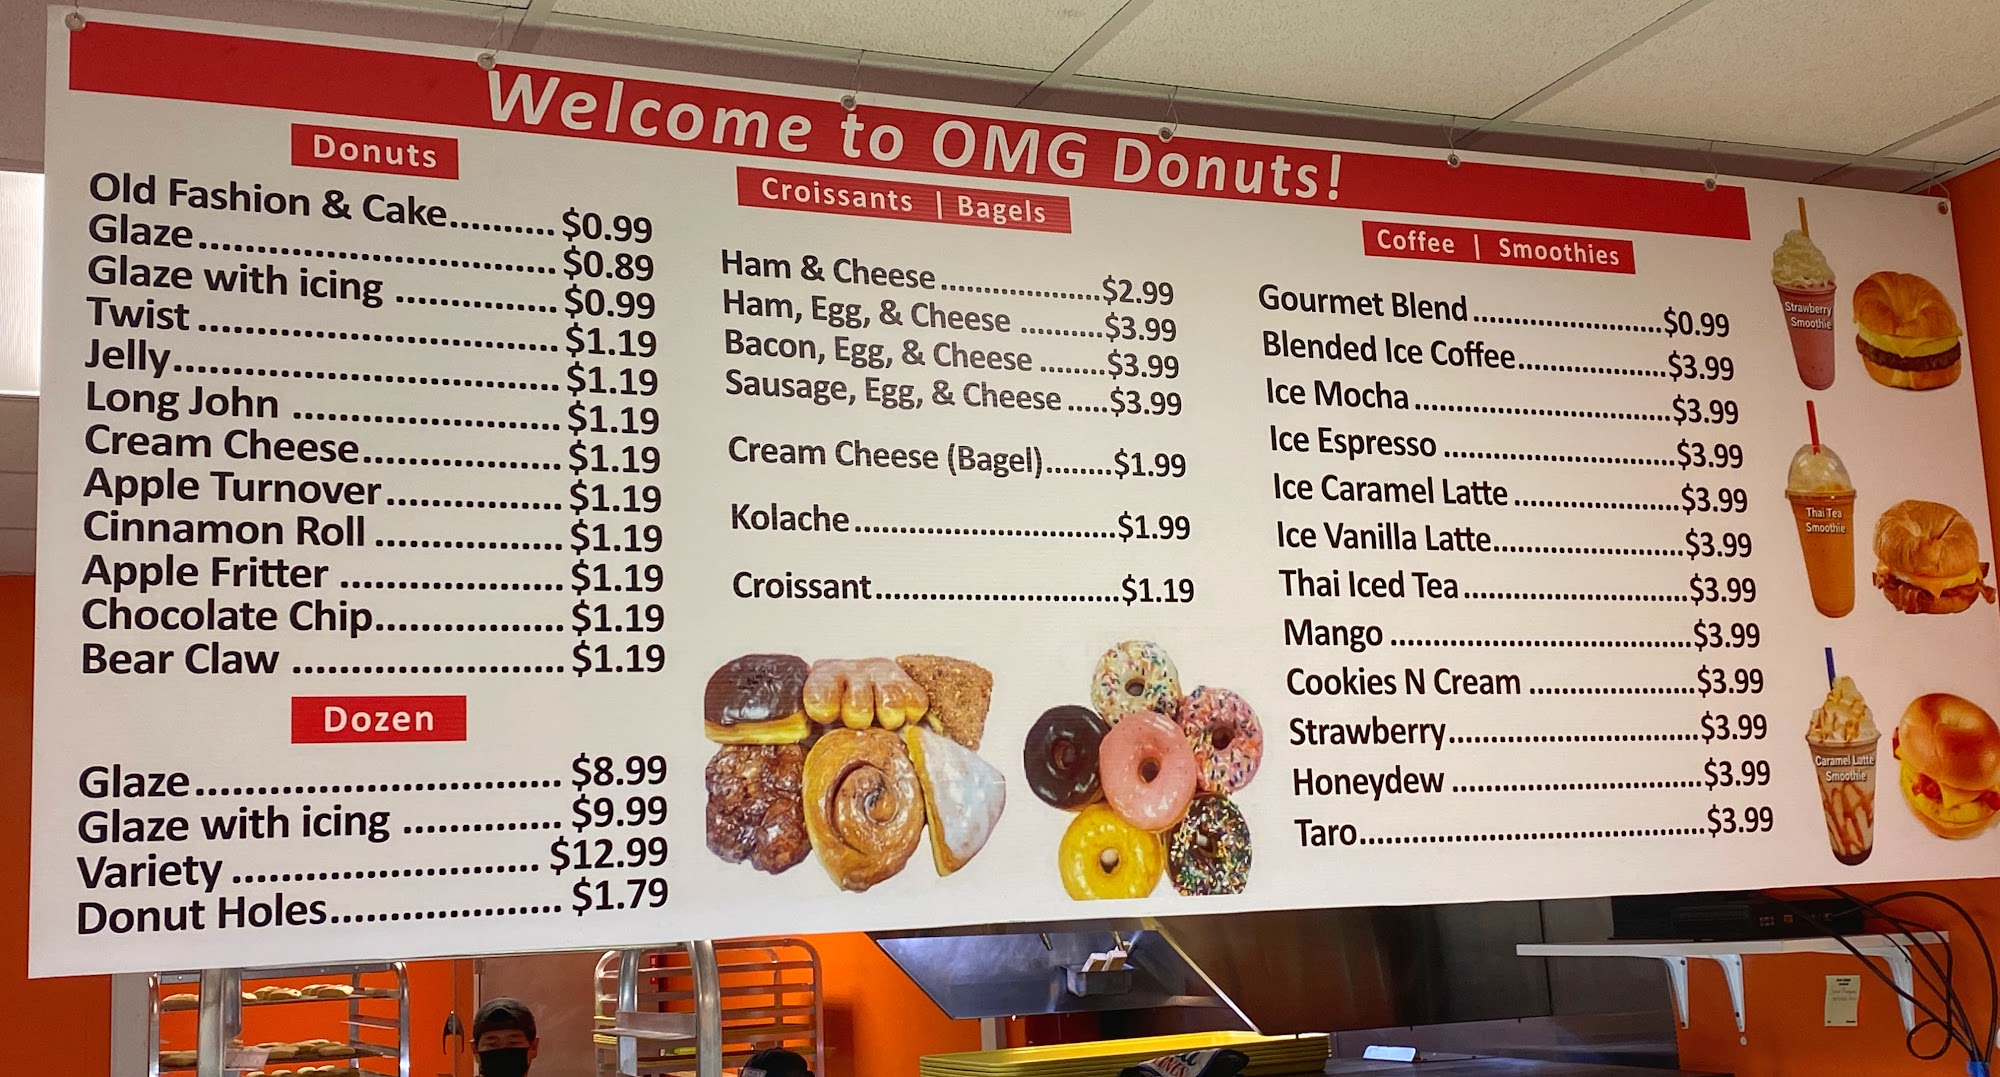 Welcome to OMG Donuts!
Donuts
Old Fashion & Cake.......... $0.99
Glaze.................................. $0.89
Glaze with icing ............... $0.99
Twist .................................. $1.19
Jelly.................................... $1.19
Long John ......................... $1.19
Cream Cheese................... $1.19
Apple Turnover................. $1.19
Cinnamon Roll .................. $1.19
Apple Fritter ..................... $1.19
Chocolate Chip.................. $1.19
Bear Claw .......................... $1.19
Dozen
Glaze................................... $8.99
Glaze with icing ............... $9.99
Variety ............................. $12.99
Donut Holes...................... $1.79
Croissants | Bagels
Ham & Cheese...................$2.99
Ham, Egg, & Cheese ..........$3.99
Bacon, Egg, & Cheese ........$3.99
Sausage, Egg, & Cheese .....$3.99
Cream Cheese (Bagel)........$1.99
Kolache.............................$1.99
Croissant...........................$1.19
Coffee | Smoothies
Gourmet Blend.......................$0.99
Blended Ice Coffee..................$3.99
Ice Mocha ...............................$3.99
Ice Espresso ............................$3.99
Ice Caramel Latte ....................$3.99
Ice Vanilla Latte.......................$3.99
Thai Iced Tea ...........................$3.99
Mango .....................................$3.99
Cookies N Cream ....................$3.99
Strawberry...............................$3.99
Honeydew ...............................$3.99
Taro..........................................$3.99
Strawberry
Smoothie
Thai Tea
Smoothie
Caramel Latte
Smoothie